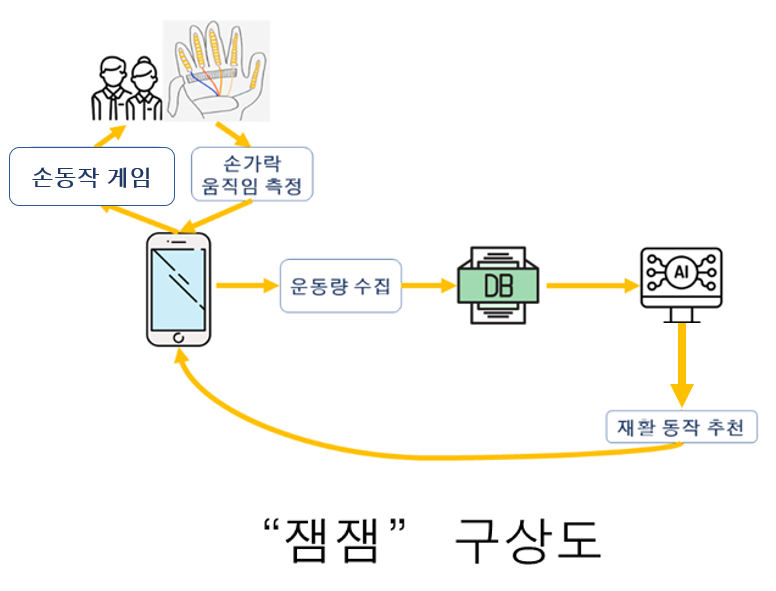 손동작 게임
손가락
움직임 측정
운동량 수집
DB
AI
재활 동작 추천
“잼잼” 구상도